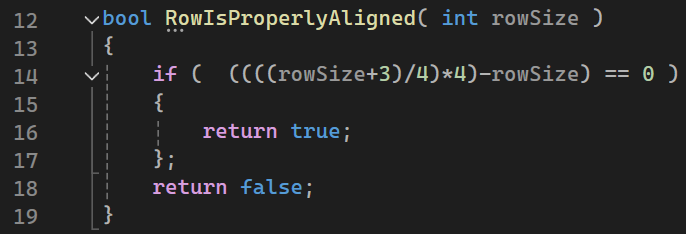 12 bool RowIsProperlyAligned( int rowSize )
13 {
14 if (  ((((rowSize+3)/4)*4)-rowSize) == 0 )
15 {
16 return true;
17 };
18 return false;
19 }